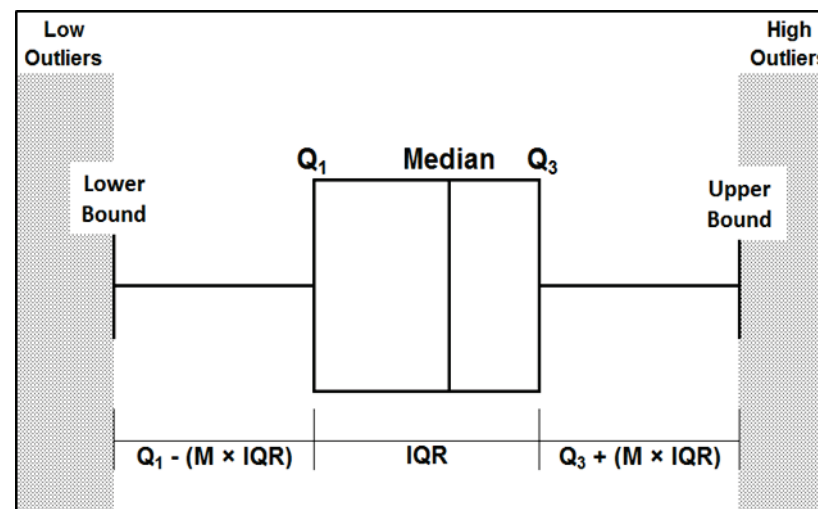 Low
Outliers
High
Outliers
Q₁ Median Q₃
Lower
Bound
Upper
Bound
Q₁ - (M × IQR) IQR Q₃ + (M × IQR)